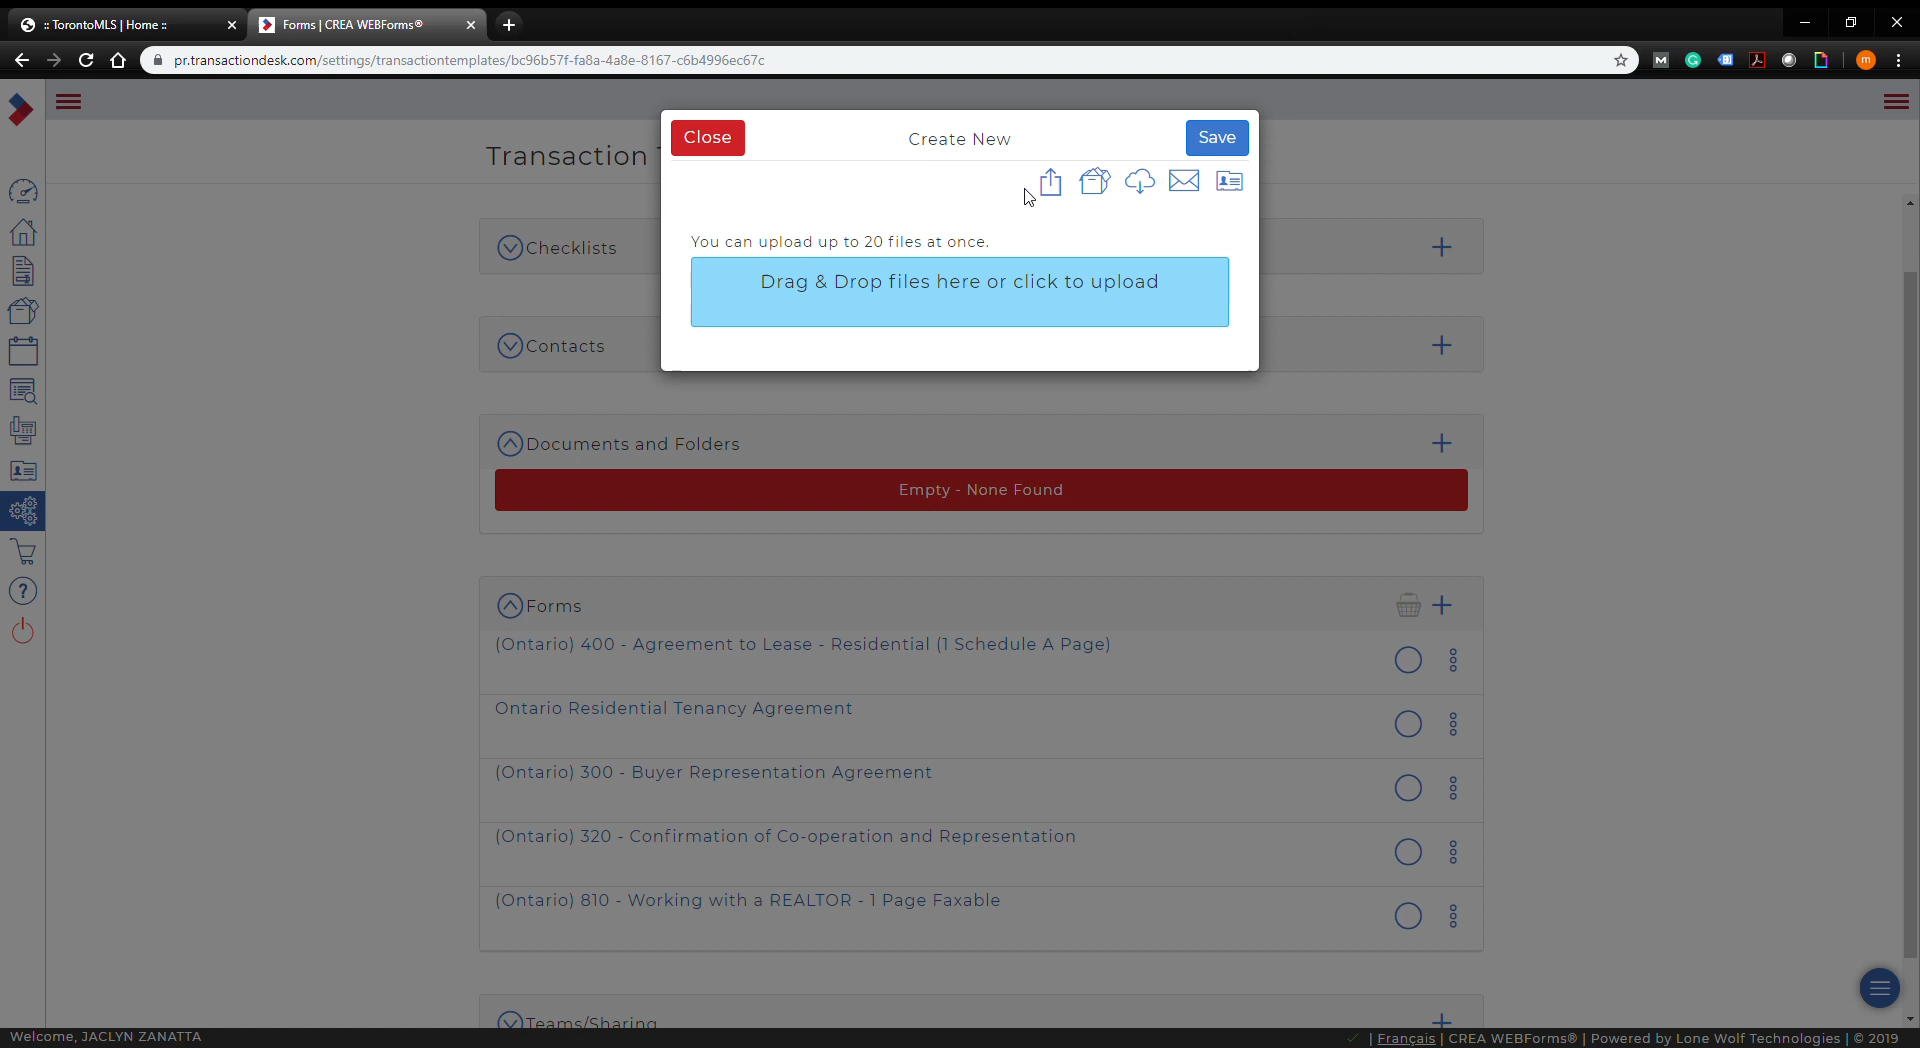 :: TorontoMLS | Home ::
Forms | CREA WEBForms®
pr.transactiondesk.com/settings/transactiontemplates/bc96b57f-fa8a-4a8e-8167-c6b4996ec67c
Close
Create New
Save
Transaction
You can upload up to 20 files at once.
Drag & Drop files here or click to upload
Checklists
Contacts
Documents and Folders
Empty - None Found
Forms
(Ontario) 400 - Agreement to Lease - Residential (1 Schedule A Page)
Ontario Residential Tenancy Agreement
(Ontario) 300 - Buyer Representation Agreement
(Ontario) 320 - Confirmation of Co-operation and Representation
(Ontario) 810 - Working with a REALTOR - 1 Page Faxable
Teams/Sharing
Welcome, JACLYN ZANATTA
| Français | CREA WEBForms® | Powered by Lone Wolf Technologies | © 2019